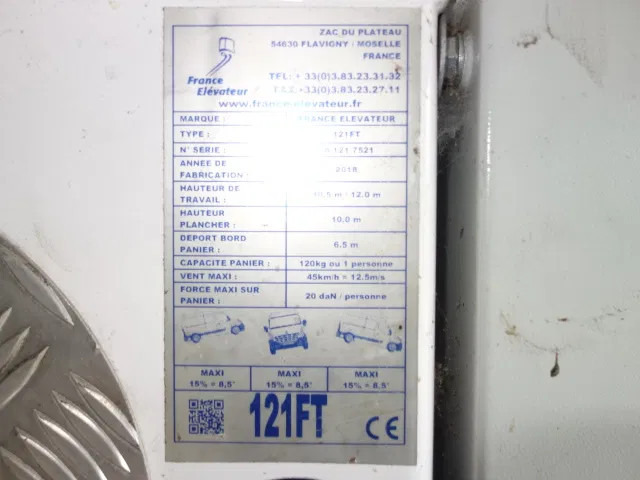 ZAC DU PLATEAU
54630 FLAVIGNY / MOSELLE
FRANCE
France
Elévateur
TEL: + 33(0)3.83.23.31.32
FAX +33(0)3.83.23.27.11
www.france-elevateur.fr
MARQUE : FRANCE ELEVATEUR
TYPE : 121FT
N° SERIE : 121 7521
ANNÉE DE FABRICATION : 2018
HAUTEUR DE TRAVAIL : 12.0 m
HAUTEUR PLANCHER : 10,0 m
DEPORT BORD PANIER : 6.5 m
CAPACITE PANIER : 120kg ou 1 personne
VENT MAXI : 45km/h = 12.5m/s
FORCE MAXI SUR PANIER : 20 daN / personne
MAXI MAXI MAXI
15% = 8,5° 15% = 8,5° 15% = 8.5°
121FT CE